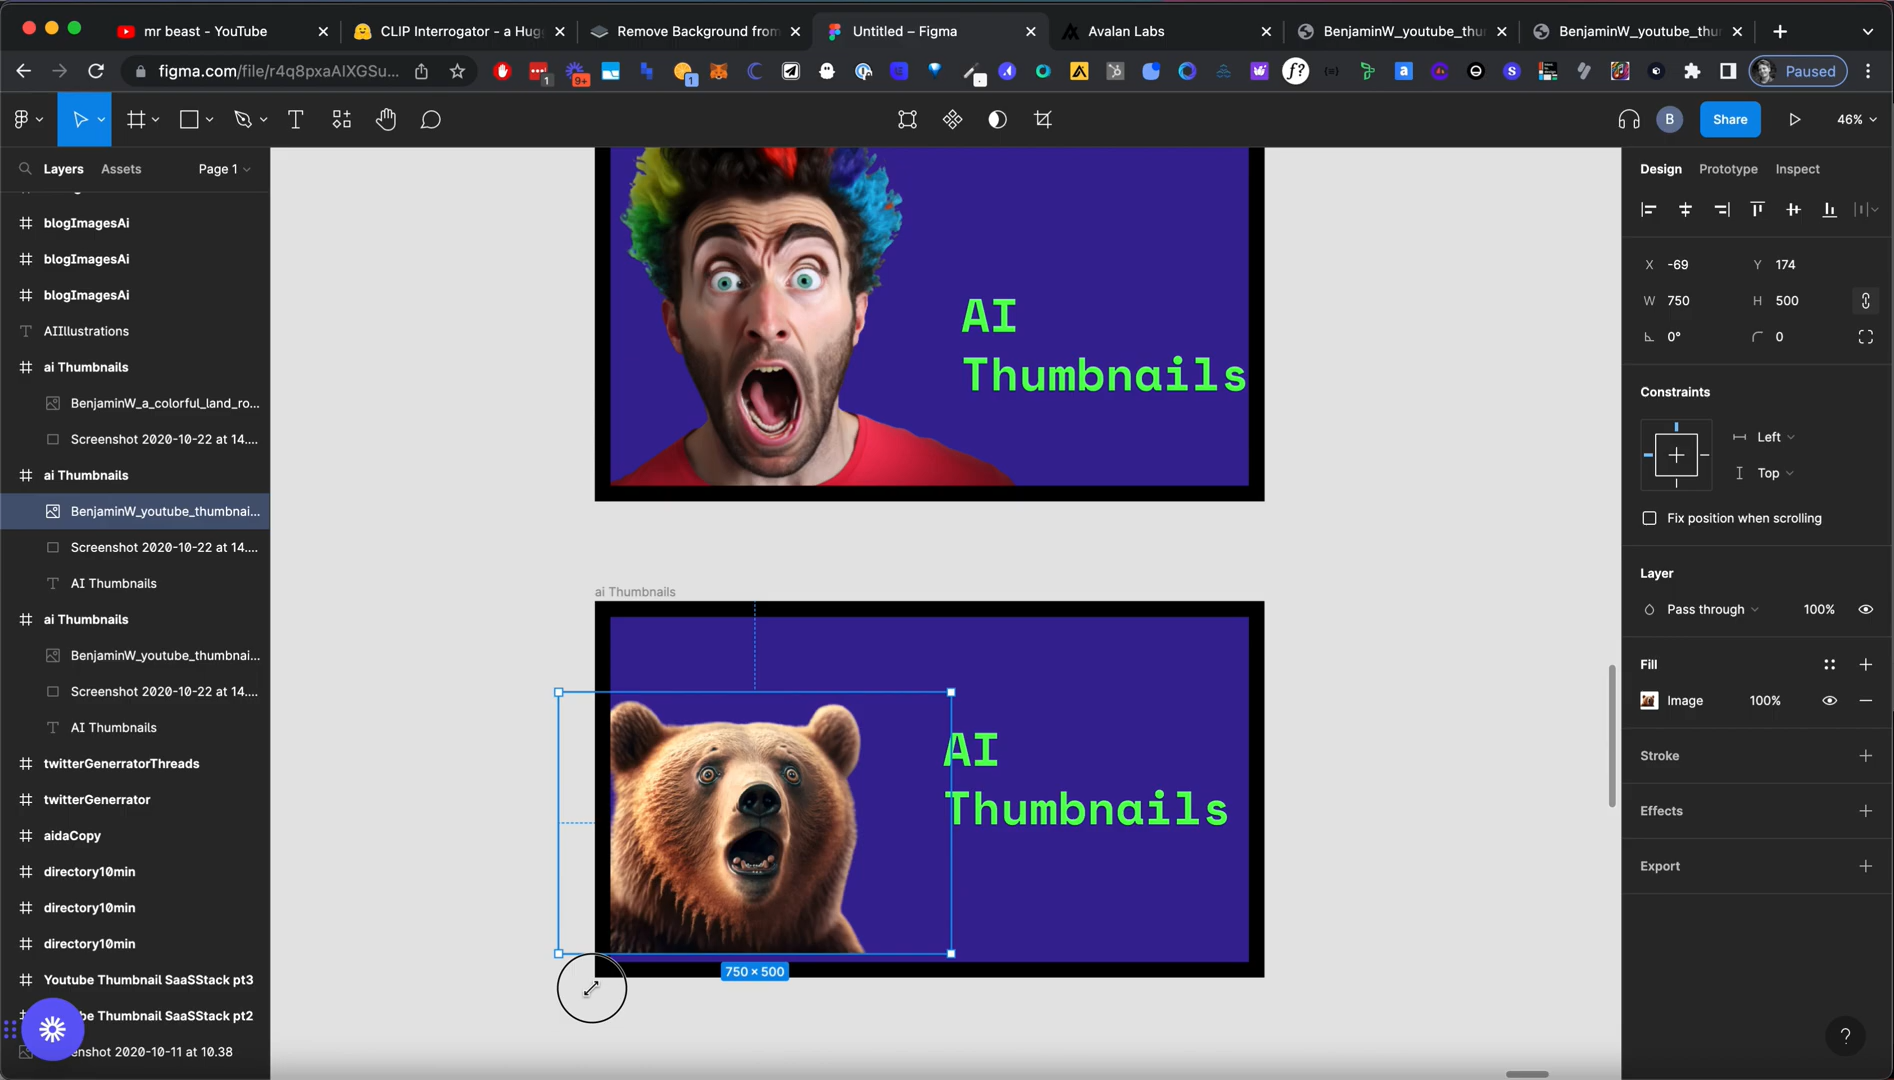 mr beast - YouTube
CLIP Interrogator - a Hug
Remove Background from
Untitled – Figma
Avalan Labs
BenjaminW_youtube_thu
BenjaminW_youtube_thu
figma.com/file/r4q8pxaAIXGSu...
1
9+
1
Paused
B
Share
46%
Layers
Assets
Page 1
blogImagesAi
blogImagesAi
blogImagesAi
AIIllustrations
ai Thumbnails
BenjaminW_a_colorful_land_ro...
Screenshot 2020-10-22 at 14....
ai Thumbnails
BenjaminW_youtube_thumbnai...
Screenshot 2020-10-22 at 14....
AI Thumbnails
ai Thumbnails
BenjaminW_youtube_thumbnai...
Screenshot 2020-10-22 at 14....
AI Thumbnails
twitterGenerratorThreads
twitterGenerrator
aidaCopy
directory10min
directory10min
directory10min
Youtube Thumbnail SaaSStack pt3
be Thumbnail SaaSStack pt2
enshot 2020-10-11 at 10.38
AI
Thumbnails
ai Thumbnails
AI
Thumbnails
750 × 500
Design
Prototype
Inspect
X -69
Y 174
W 750
H 500
0°
0
Constraints
Left
Top
Fix position when scrolling
Layer
Pass through
100%
Fill
Image
100%
Stroke
Effects
Export
?